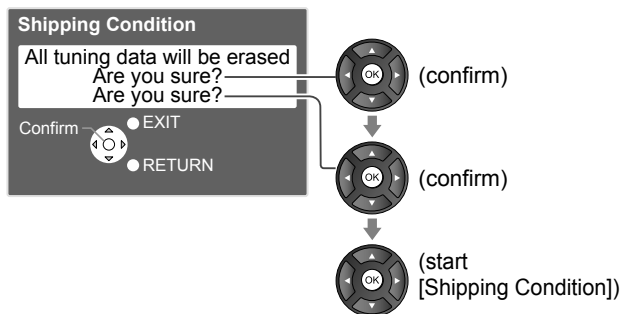 Shipping Condition
All tuning data will be erased
Are you sure?
Are you sure?
Confirm
EXIT
RETURN
OK
(confirm)
OK
(confirm)
OK
(start
[Shipping Condition])